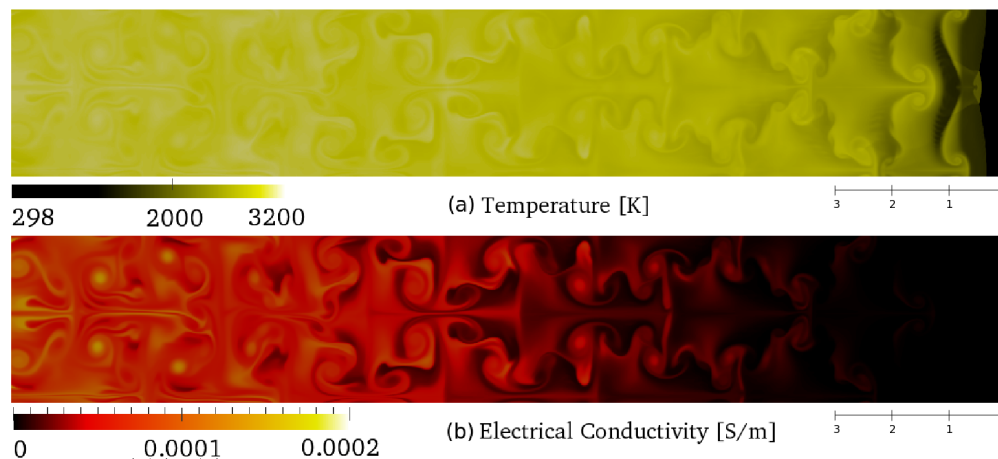 298 2000 3200
(a) Temperature [K]
3 2 1
0 0.0001 0.0002
(b) Electrical Conductivity [S/m]
3 2 1